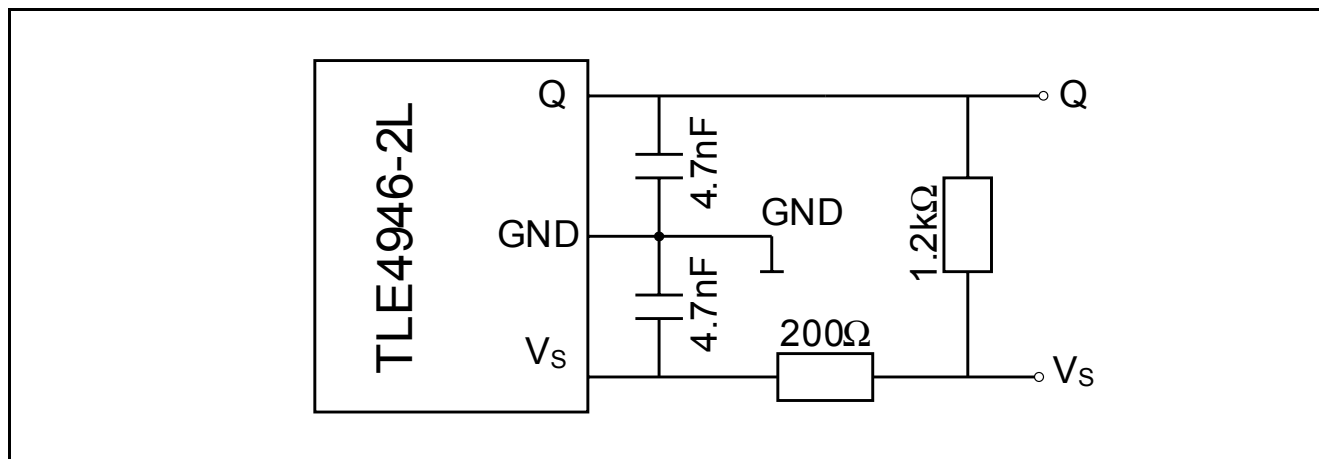 TLE4946-2L
Q
GND
VS
4.7nF
4.7nF
GND
200Ω
1.2kΩ
Q
VS